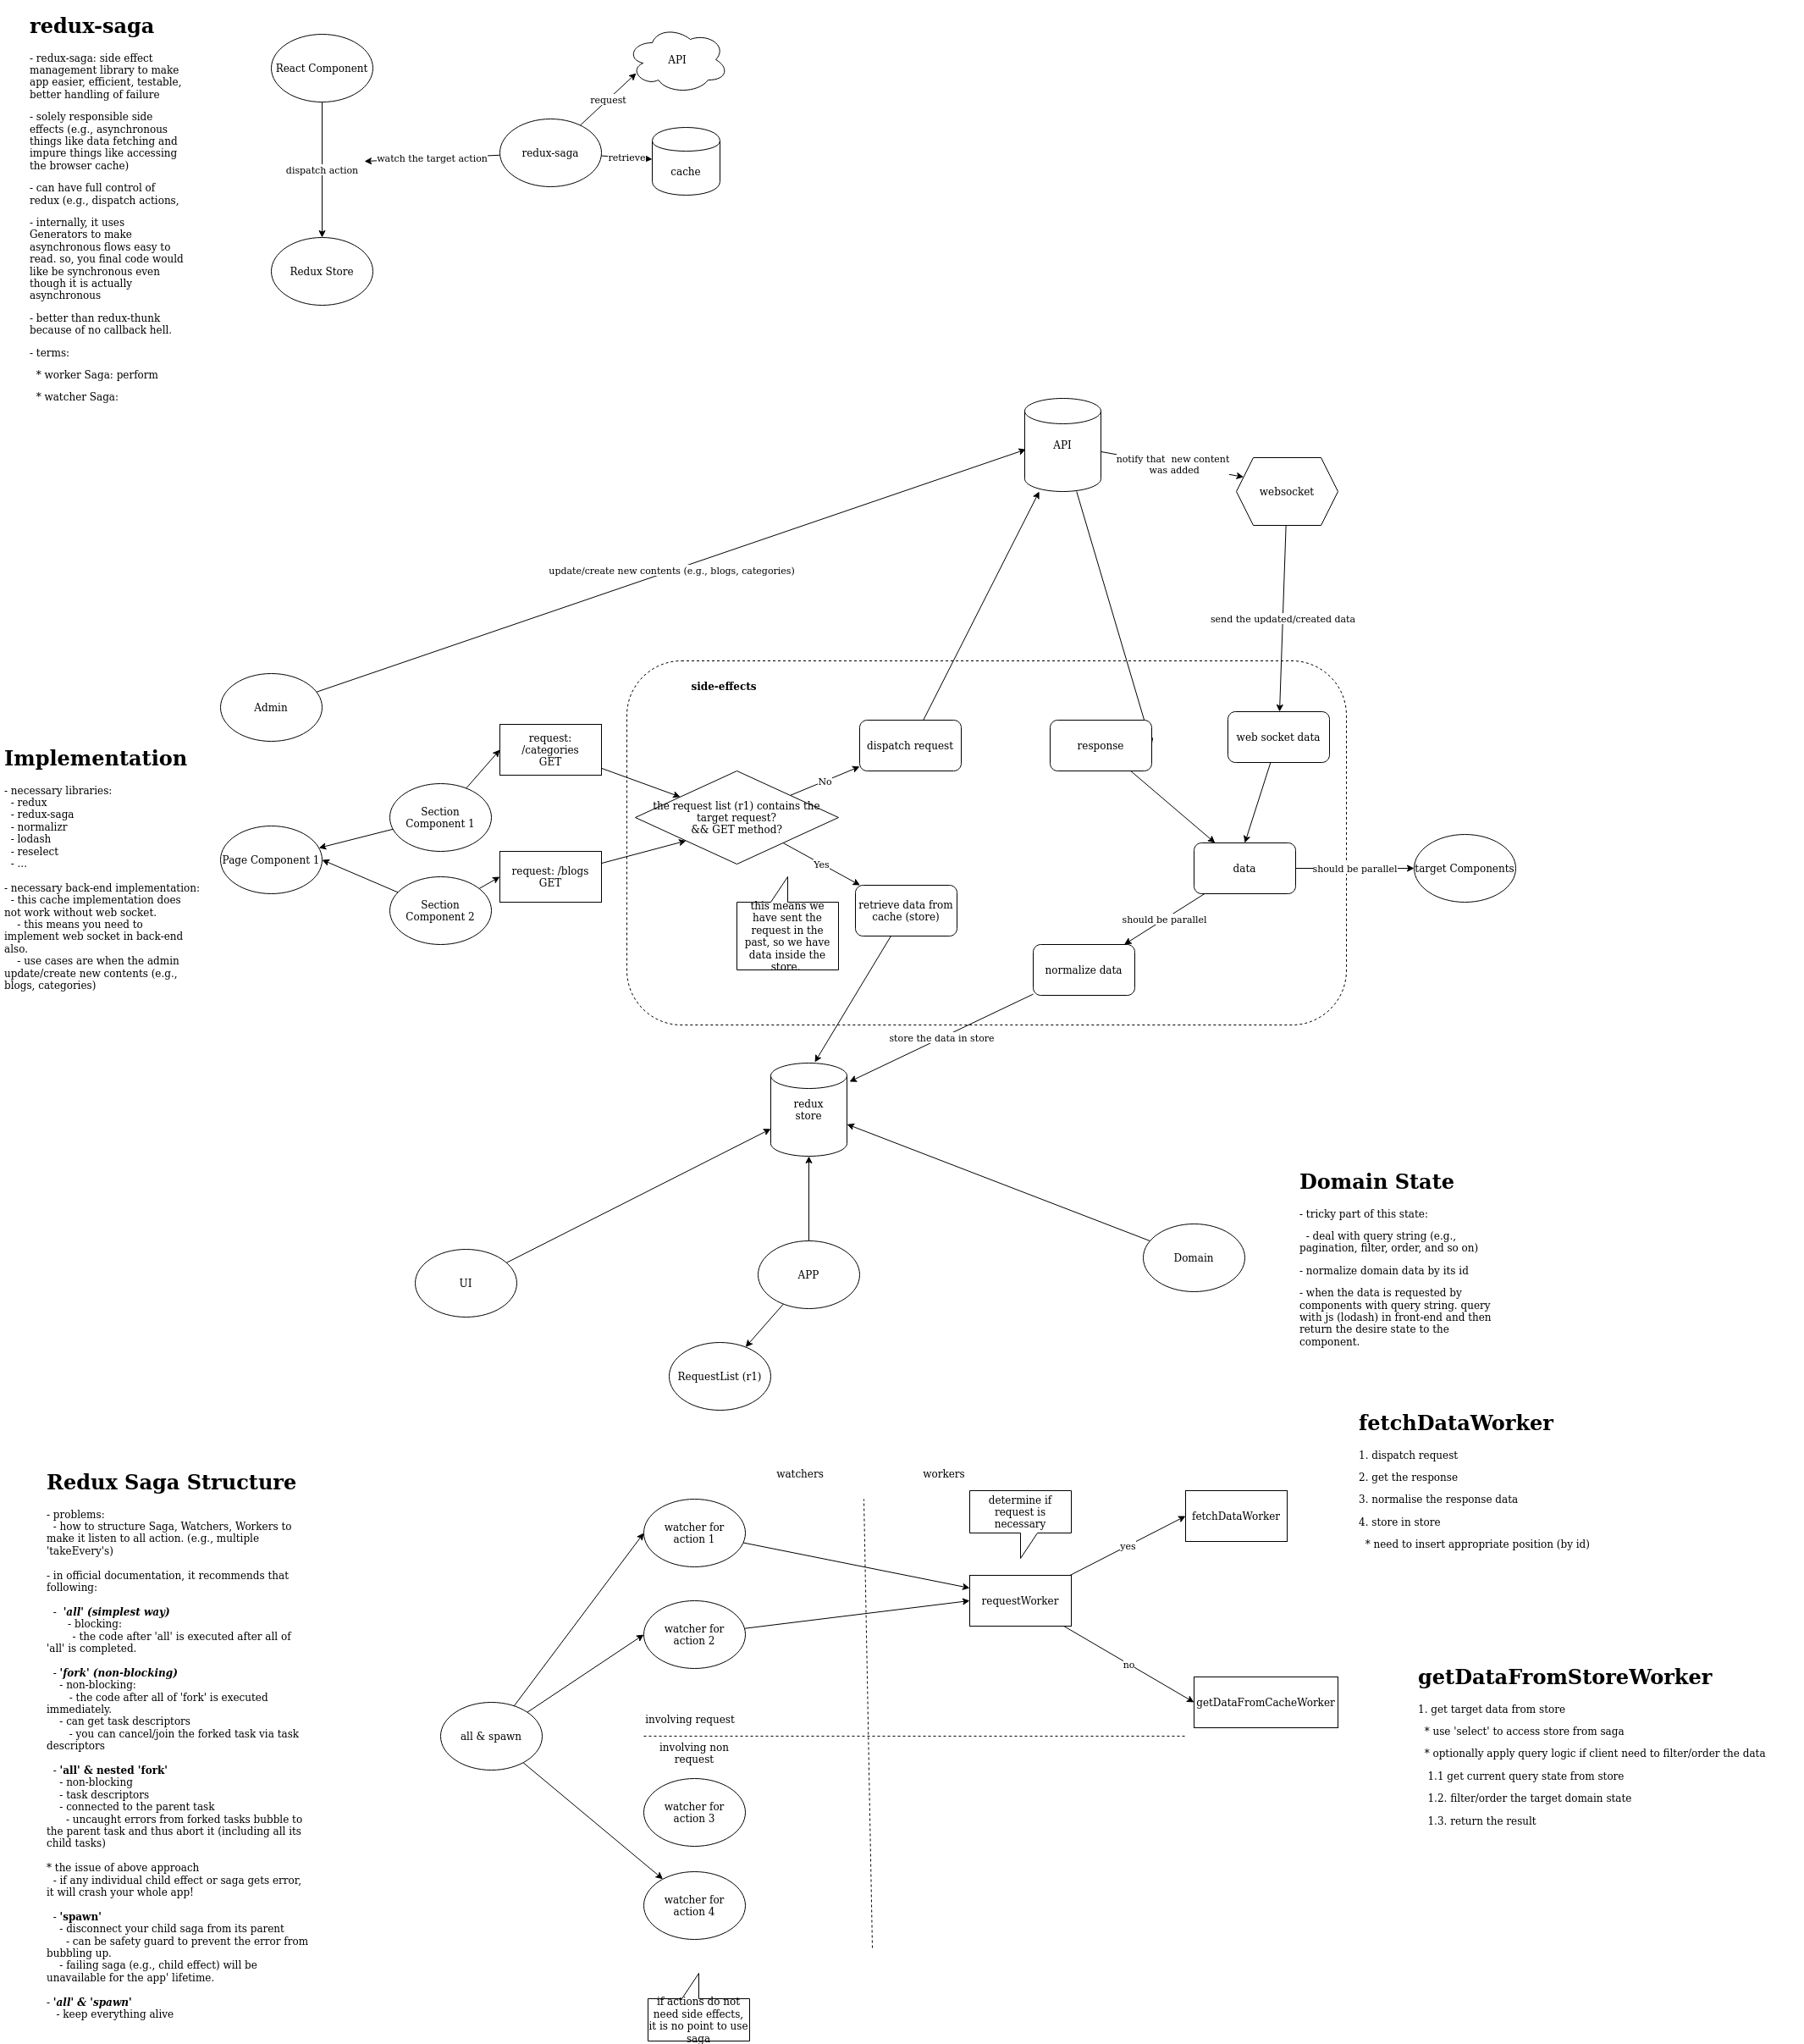 redux-saga
- redux-saga: side effect
management library to make
app easier, efficient, testable,
better handling of failure
- solely responsible side
effects (e.g., asynchronous
things like data fetching and
impure things like accessing
the browser cache)
- can have full control of
redux (e.g., dispatch actions,
- internally, it uses
Generators to make
asynchronous flows easy to
read. so, you final code would
like be synchronous even
though it is actually
asynchronous
- better than redux-thunk
because of no callback hell.
- terms:
* worker Saga: perform
* watcher Saga:
React Component
dispatch action
Redux Store
watch the target action
redux-saga
request
API
retrieve
cache
API
notify that  new content
was added
websocket
update/create new contents (e.g., blogs, categories)
send the updated/created data
Admin
Implementation
- necessary libraries:
- redux
- redux-saga
- normalizr
- lodash
- reselect
- ...
- necessary back-end implementation:
- this cache implementation does
not work without web socket.
- this means you need to
implement web socket in back-end
also.
- use cases are when the admin
update/create new contents (e.g.,
blogs, categories)
Page Component 1
Section
Component 1
Section
Component 2
request:
/categories
GET
request: /blogs
GET
side-effects
the request list (r1) contains the
target request?
&& GET method?
No
dispatch request
Yes
retrieve data from
cache (store)
this means we
have sent the
request in the
past, so we have
data inside the
store.
response
web socket data
data
should be parallel
target Components
should be parallel
normalize data
store the data in store
redux
store
UI
APP
RequestList (r1)
Domain
Domain State
- tricky part of this state:
- deal with query string (e.g.,
pagination, filter, order, and so on)
- normalize domain data by its id
- when the data is requested by
components with query string. query
with js (lodash) in front-end and then
return the desire state to the
component.
fetchDataWorker
1. dispatch request
2. get the response
3. normalise the response data
4. store in store
* need to insert appropriate position (by id)
Redux Saga Structure
- problems:
- how to structure Saga, Watchers, Workers to
make it listen to all action. (e.g., multiple
'takeEvery's)
- in official documentation, it recommends that
following:
-  'all' (simplest way)
- blocking:
- the code after 'all' is executed after all of
'all' is completed.
- 'fork' (non-blocking)
- non-blocking:
- the code after all of 'fork' is executed
immediately.
- can get task descriptors
- you can cancel/join the forked task via task
descriptors
- 'all' & nested 'fork'
- non-blocking
- task descriptors
- connected to the parent task
- uncaught errors from forked tasks bubble to
the parent task and thus abort it (including all its
child tasks)
* the issue of above approach
- if any individual child effect or saga gets error,
it will crash your whole app!
- 'spawn'
- disconnect your child saga from its parent
- can be safety guard to prevent the error from
bubbling up.
- failing saga (e.g., child effect) will be
unavailable for the app' lifetime.
- 'all' & 'spawn'
- keep everything alive
watchers
workers
all & spawn
watcher for
action 1
watcher for
action 2
involving request
involving non
request
watcher for
action 3
watcher for
action 4
if actions do not
need side effects,
it is no point to use
saga
determine if
request is
necessary
requestWorker
yes
fetchDataWorker
no
getDataFromCacheWorker
getDataFromStoreWorker
1. get target data from store
* use 'select' to access store from saga
* optionally apply query logic if client need to filter/order the data
1.1 get current query state from store
1.2. filter/order the target domain state
1.3. return the result